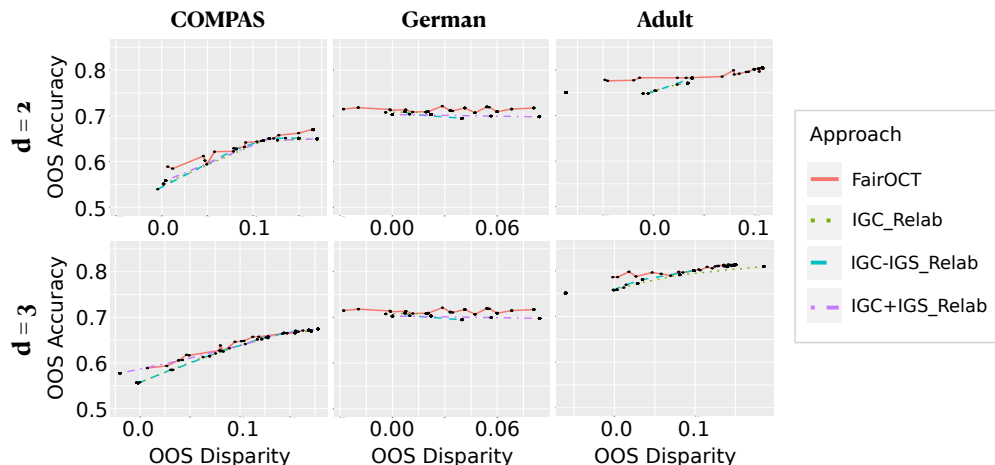 COMPAS German Adult
d = 2
OOS Accuracy
0.8
0.7
0.6
0.5
0.0 0.1 0.00 0.06 0.0 0.1
d = 3
OOS Accuracy
0.8
0.7
0.6
0.5
0.0 0.1 0.00 0.06 0.0 0.1
OOS Disparity OOS Disparity OOS Disparity
Approach
FairOCT
IGC_Relab
IGC-IGS_Relab
IGC+IGS_Relab